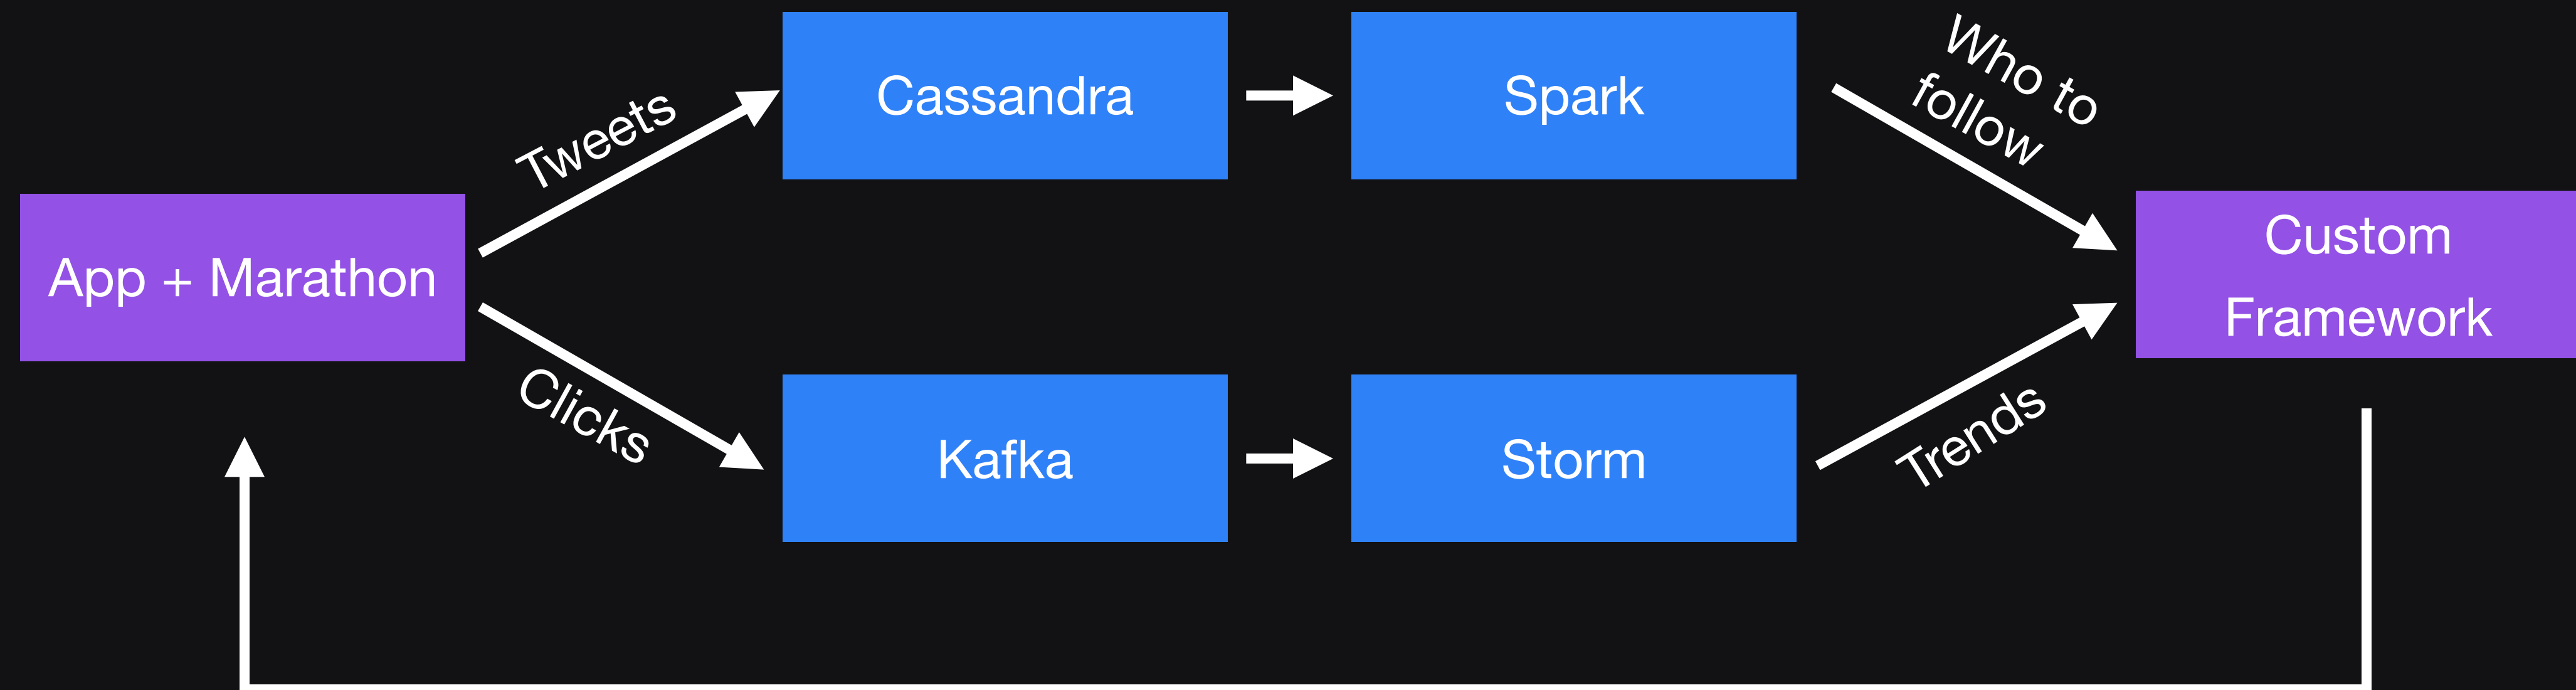 Tweets
Cassandra
Spark
Who to
follow
App + Marathon
Custom
Framework
Clicks
Kafka
Storm
Trends